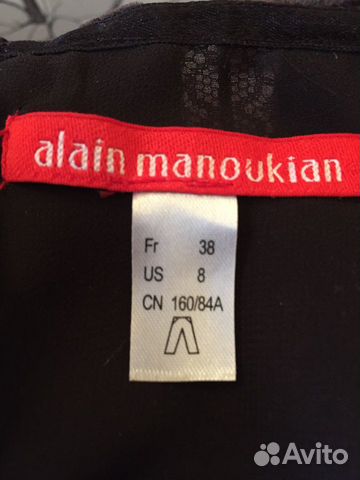 alain manoukian
Fr 38
US 8
CN 160/84A
Avito